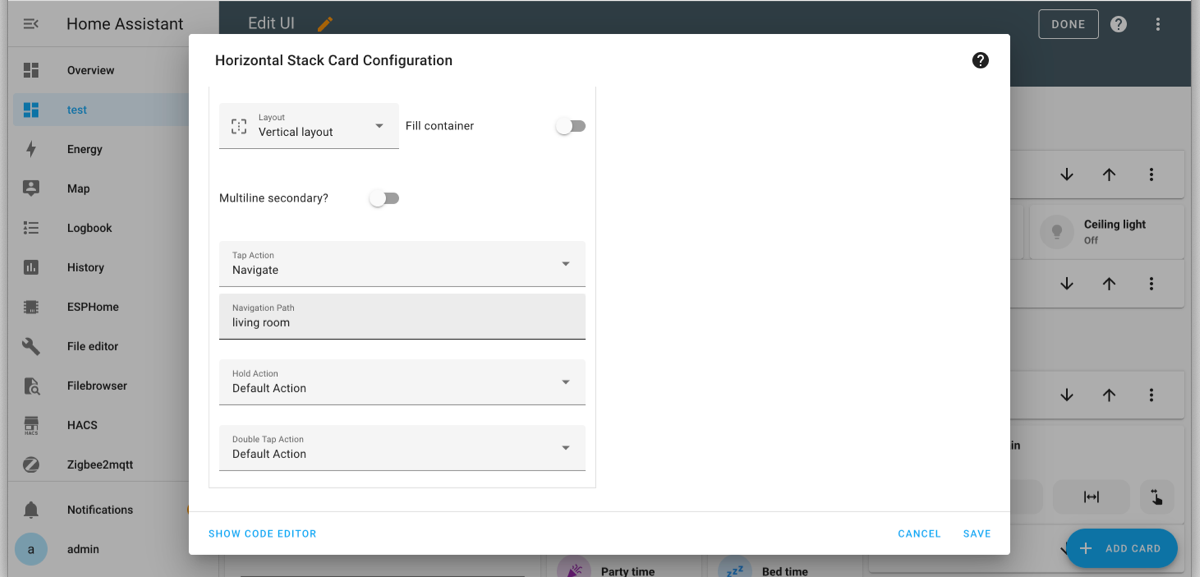 Home Assistant
Edit UI
DONE
Horizontal Stack Card Configuration
Overview
test
Energy
Map
Logbook
History
ESPHome
File editor
Filebrowser
HACS
HACS
Zigbee2mqtt
Notifications
a
admin
Layout
Vertical layout
Fill container
Multiline secondary?
Tap Action
Navigate
Navigation Path
living room
Hold Action
Default Action
Double Tap Action
Default Action
SHOW CODE EDITOR
CANCEL
SAVE
Ceiling light
Off
in
ADD CARD
Party time
zzz
Bed time